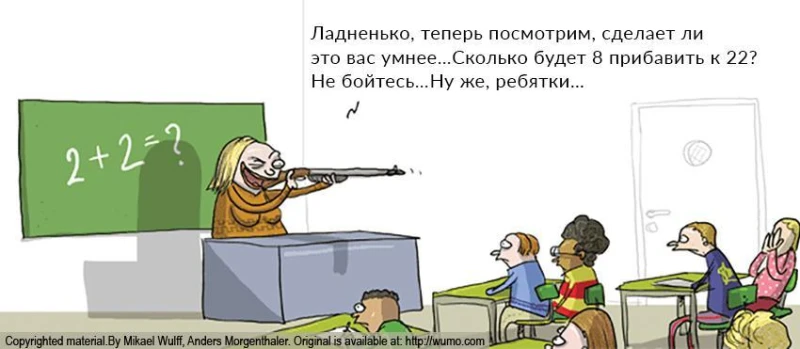 Ладненько, теперь посмотрим, сделает ли
это вас умнее...Сколько будет 8 прибавить к 22?
Не бойтесь...Ну же, ребятки...
2+2=?
Copyrighted material.By Mikael Wulff, Anders Morgenthaler. Original is available at: http://wumo.com